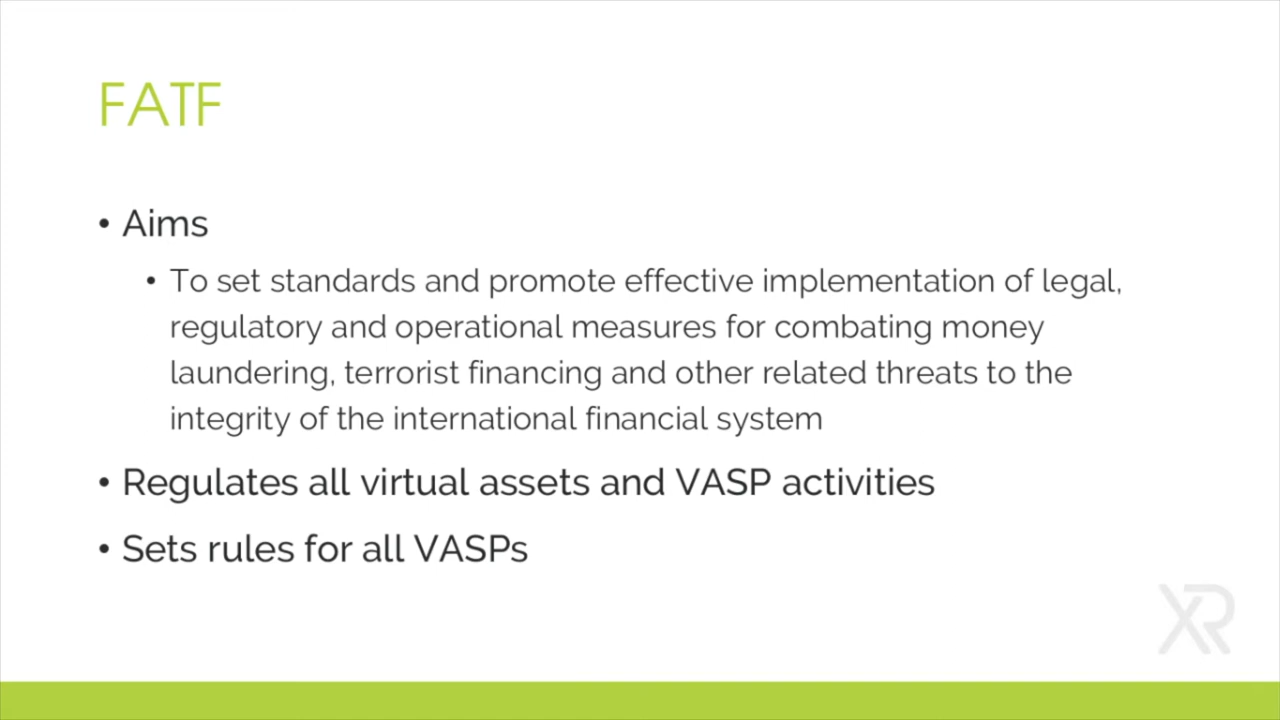 FATF
• Aims
• To set standards and promote effective implementation of legal,
regulatory and operational measures for combating money
laundering, terrorist financing and other related threats to the
integrity of the international financial system
• Regulates all virtual assets and VASP activities
• Sets rules for all VASPs
XR